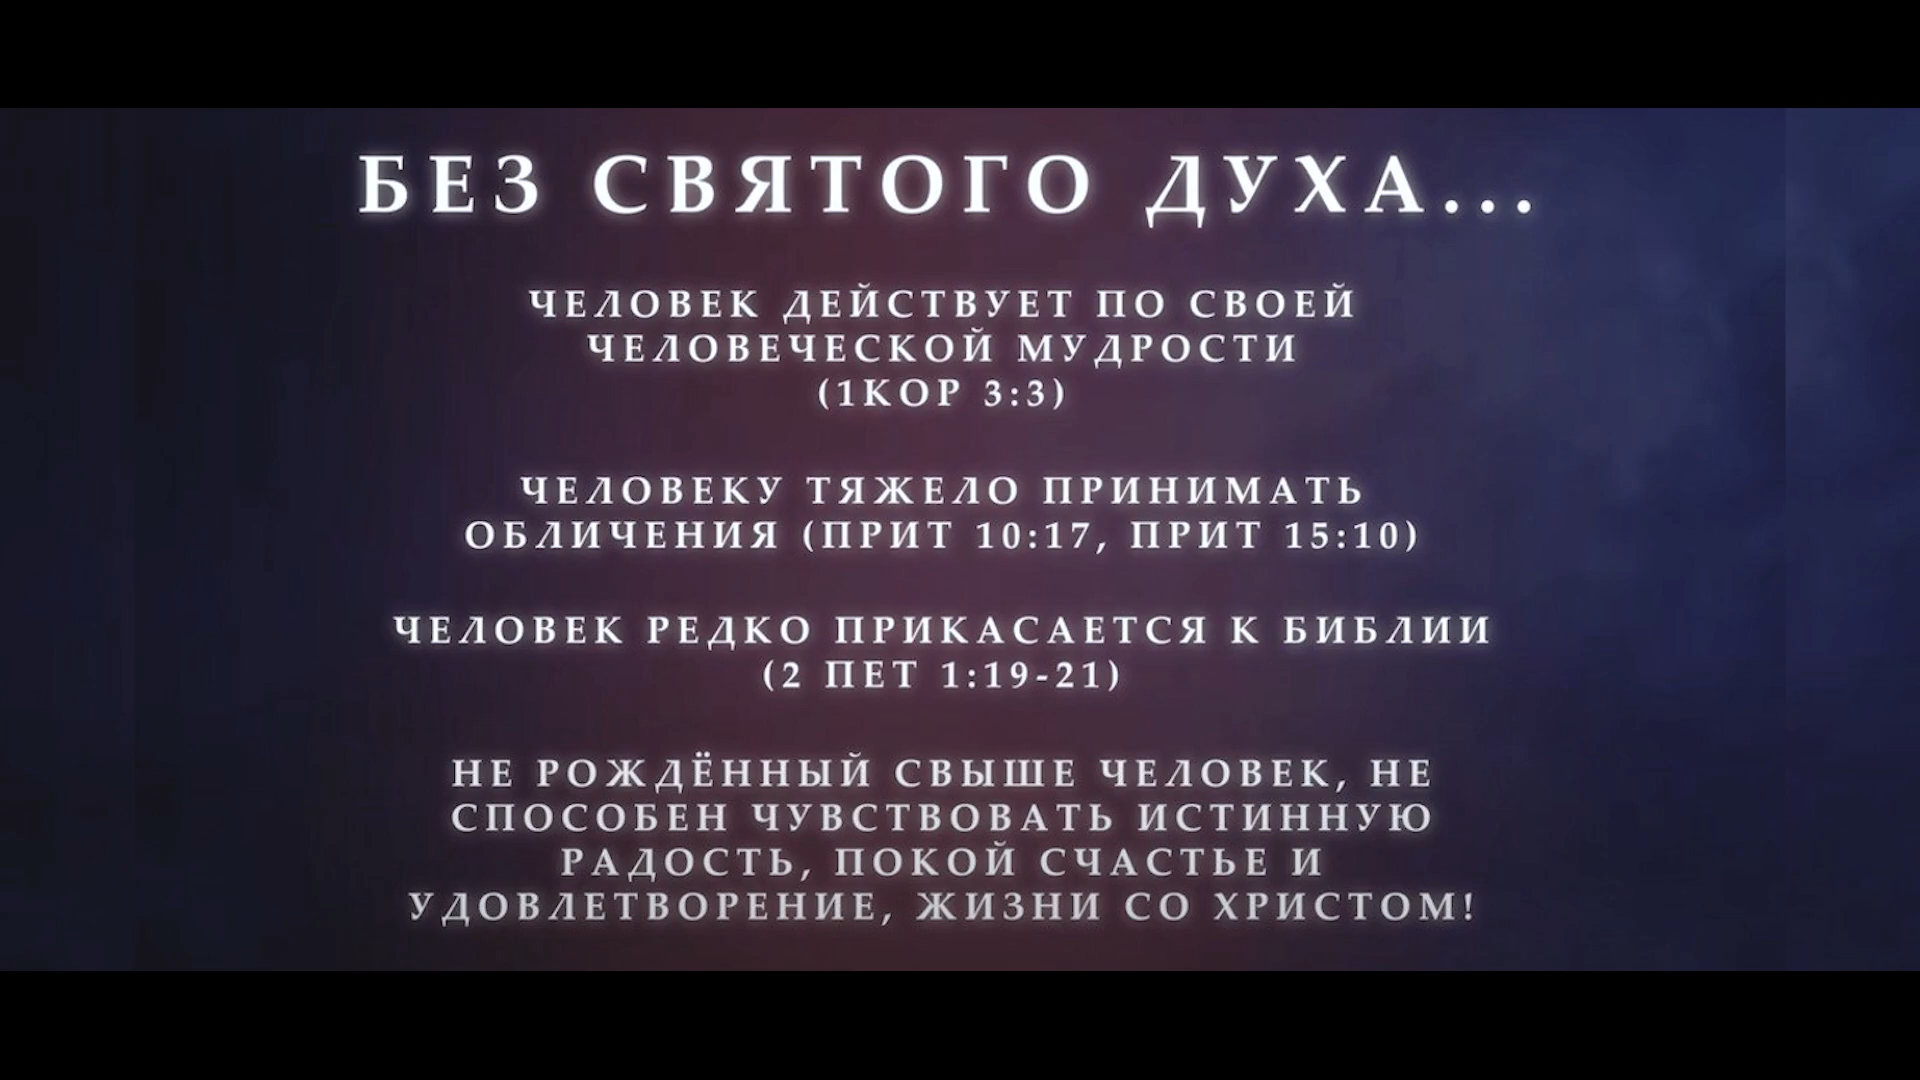 БЕЗ СВЯТОГО ДУХА...
ЧЕЛОВЕК ДЕЙСТВУЕТ ПО СВОЕЙ
ЧЕЛОВЕЧЕСКОЙ МУДРОСТИ
(1КОР 3:3)
ЧЕЛОВЕКУ ТЯЖЕЛО ПРИНИМАТЬ
ОБЛИЧЕНИЯ (ПРИТ 10:17, ПРИТ 15:10)
ЧЕЛОВЕК РЕДКО ПРИКАСАЕТСЯ К БИБЛИИ
(2 ПЕТ 1:19-21)
НЕ РОЖДЁННЫЙ СВЫШЕ ЧЕЛОВЕК, НЕ
СПОСОБЕН ЧУВСТВОВАТЬ ИСТИННУЮ
РАДОСТЬ, ПОКОЙ СЧАСТЬЕ И
УДОВЛЕТВОРЕНИЕ, ЖИЗНИ СО ХРИСТОМ!